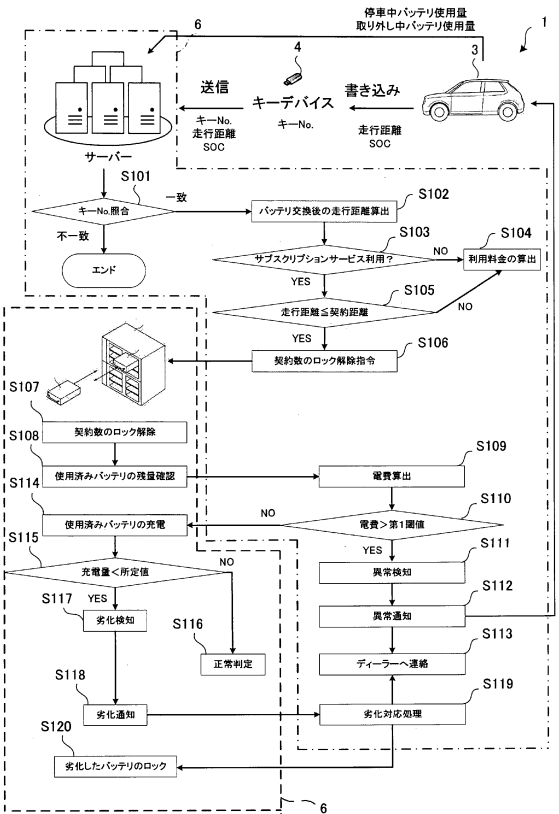 停車中バッテリ使用量
取り外し中バッテリ使用量
1
6
4
3
送信
キーデバイス
書き込み
キーNo.
走行距離
SOC
キーNo.
走行距離
SOC
サーバー
S101
キーNo.照合
一致
不一致
エンド
S102
バッテリ交換後の走行距離算出
S103
サブスクリプションサービス利用?
NO
YES
S104
利用料金の算出
S105
走行距離≦契約距離
NO
YES
S106
契約数のロック解除指令
S107
契約数のロック解除
S108
使用済みバッテリの残量確認
S109
電費算出
S110
電費>第1閾値
NO
YES
S111
異常検知
S112
異常通知
S113
ディーラーへ連絡
S114
使用済みバッテリの充電
S115
充電量<所定値
NO
YES
S116
正常判定
S117
劣化検知
S118
劣化通知
S119
劣化対応処理
S120
劣化したバッテリのロック
6